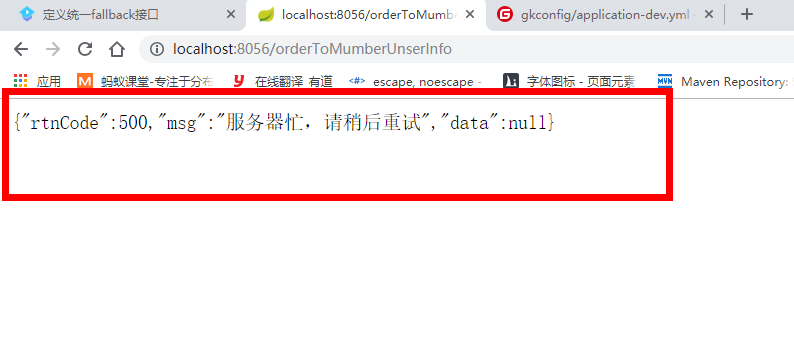 定义统一fallback接口
localhost:8056/orderToMumbe
gkconfig/application-dev.yml
localhost:8056/orderToMumberUnserInfo
应用
蚂蚁课堂-专注于分布
在线翻译_有道
escape, noescape -
字体图标 - 页面元素
Maven Repository:
{"rtnCode":500,"msg":"服务器忙，请稍后重试","data":null}